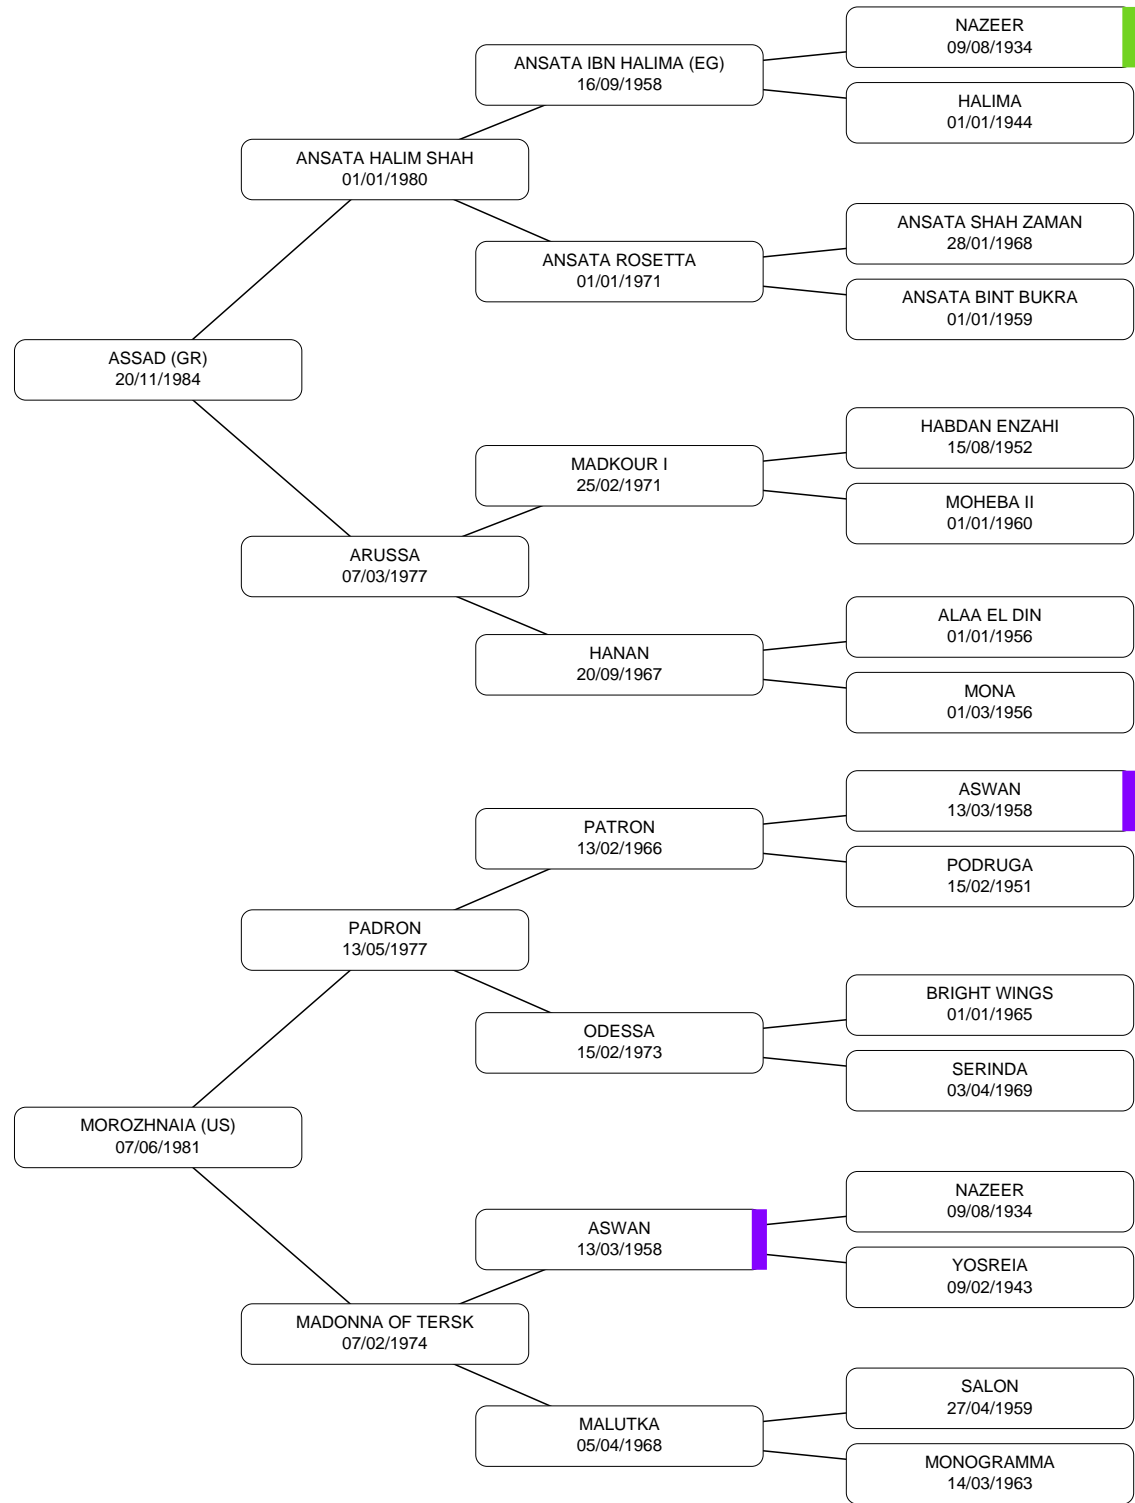 NAZEER
09/08/1934
ANSATA IBN HALIMA (EG)
16/09/1958
HALIMA
01/01/1944
ANSATA HALIM SHAH
01/01/1980
ANSATA SHAH ZAMAN
28/01/1968
ANSATA ROSETTA
01/01/1971
ANSATA BINT BUKRA
01/01/1959
ASSAD (GR)
20/11/1984
HABDAN ENZAHI
15/08/1952
MADKOUR I
25/02/1971
MOHEBA II
01/01/1960
ARUSSA
07/03/1977
ALAA EL DIN
01/01/1956
HANAN
20/09/1967
MONA
01/03/1956
ASWAN
13/03/1958
PATRON
13/02/1966
PODRUGA
15/02/1951
PADRON
13/05/1977
BRIGHT WINGS
01/01/1965
ODESSA
15/02/1973
SERINDA
03/04/1969
MOROZHNAIA (US)
07/06/1981
NAZEER
09/08/1934
ASWAN
13/03/1958
YOSREIA
09/02/1943
MADONNA OF TERSK
07/02/1974
SALON
27/04/1959
MALUTKA
05/04/1968
MONOGRAMMA
14/03/1963